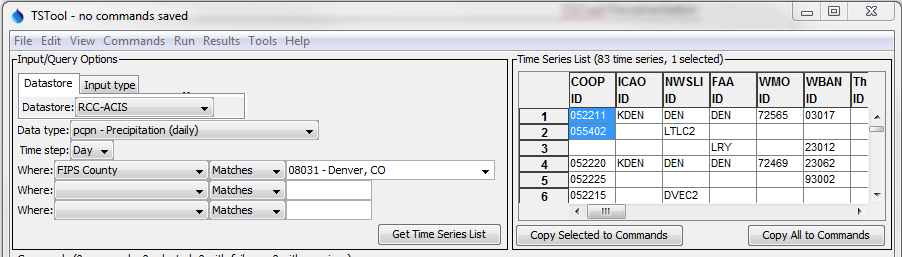 TSTool - no commands saved
File Edit View Commands Run Results Tools Help
Input/Query Options
Datastore Input type
Datastore: RCC-ACIS
Data type: pcpn - Precipitation (daily)
Time step: Day
Where: FIPS County Matches 08031 - Denver, CO
Where: Matches
Where: Matches
Get Time Series List
Time Series List (83 time series, 1 selected)
COOP ID ICAO ID NWSLI ID FAA ID WMO ID WBAN ID Th ID
1 052211 KDEN DEN DEN 72565 03017
2 055402 LTLC2
3 LRY 23012
4 052220 KDEN DEN DEN 72469 23062
5 052225 93002
6 052215 DVEC2
Copy Selected to Commands Copy All to Commands